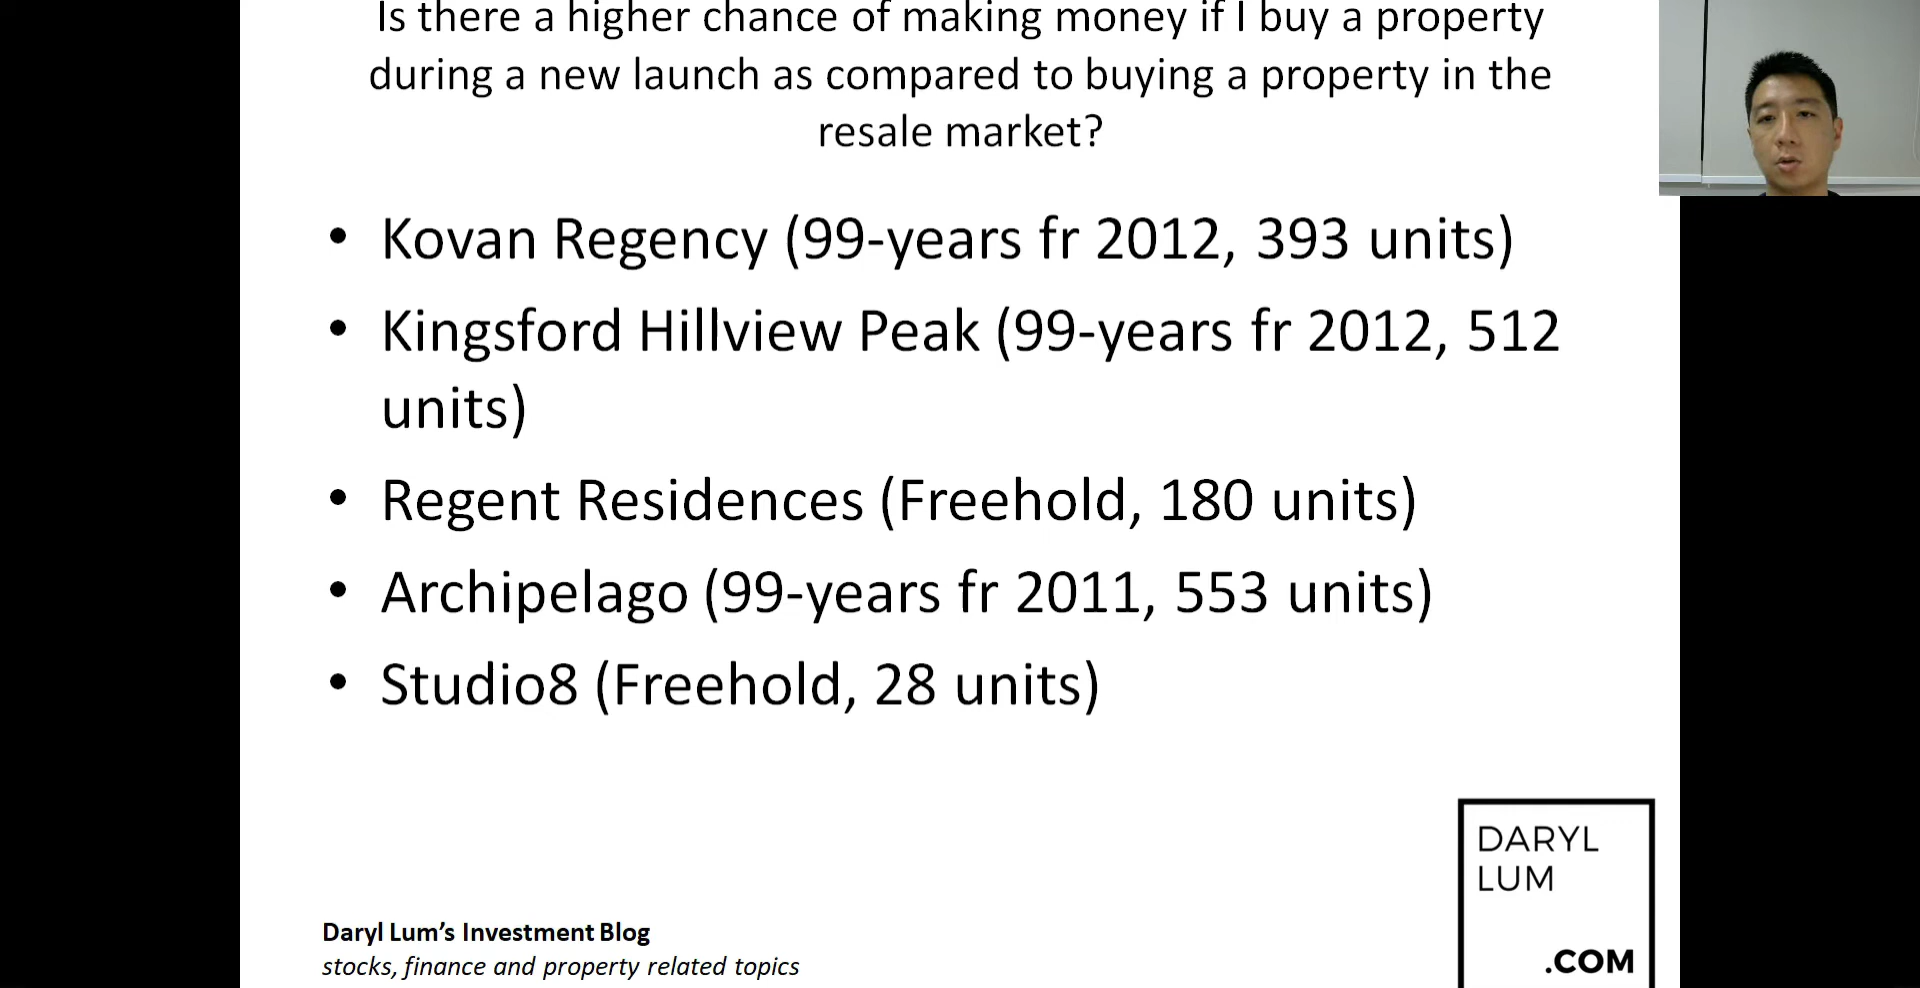 Is there a higher chance of making money if I buy a property
during a new launch as compared to buying a property in the
resale market?
• Kovan Regency (99-years fr 2012, 393 units)
• Kingsford Hillview Peak (99-years fr 2012, 512
units)
• Regent Residences (Freehold, 180 units)
• Archipelago (99-years fr 2011, 553 units)
• Studio8 (Freehold, 28 units)
Daryl Lum’s Investment Blog
stocks, finance and property related topics
DARYL
LUM
.COM